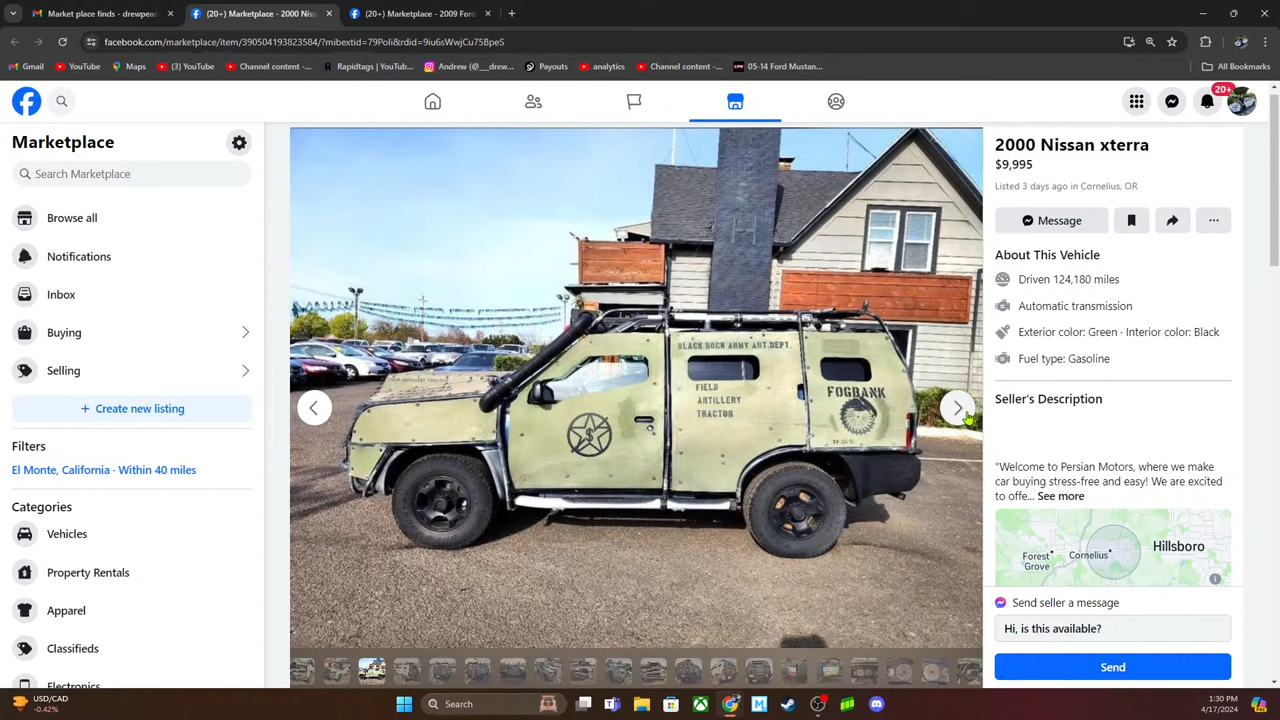 Market place finds - drewpeac
(20+) Marketplace - 2000 Niss
(20+) Marketplace - 2009 Ford
facebook.com/marketplace/item/390504193823584/?mibextid=79PoIi&rdid=9iu6sWwjCu75BpeS
Gmail
YouTube
Maps
(3) YouTube
Channel content -...
Rapidtags | YouTub...
Andrew (@___drew...
Payouts
analytics
Channel content -...
05-14 Ford Mustan...
All Bookmarks
20+
Marketplace
Search Marketplace
Browse all
Notifications
Inbox
Buying
Selling
+ Create new listing
Filters
El Monte, California · Within 40 miles
Categories
Vehicles
Property Rentals
Apparel
Classifieds
Electronics
BLACK ROCK ARMY ART DEPT.
FIELD
ARTILLERY
TRACTOR
FOGBANK
$
2000 Nissan xterra
$9,995
Listed 3 days ago in Cornelius, OR
Message
About This Vehicle
Driven 124,180 miles
Automatic transmission
Exterior color: Green · Interior color: Black
Fuel type: Gasoline
Seller's Description
"Welcome to Persian Motors, where we make
car buying stress-free and easy! We are excited
to offe... See more
Hillsboro
Forest
Grove
Cornelius
Send seller a message
Hi, is this available?
Send
USD/CAD
-0.42%
Search
1:30 PM
4/17/2024